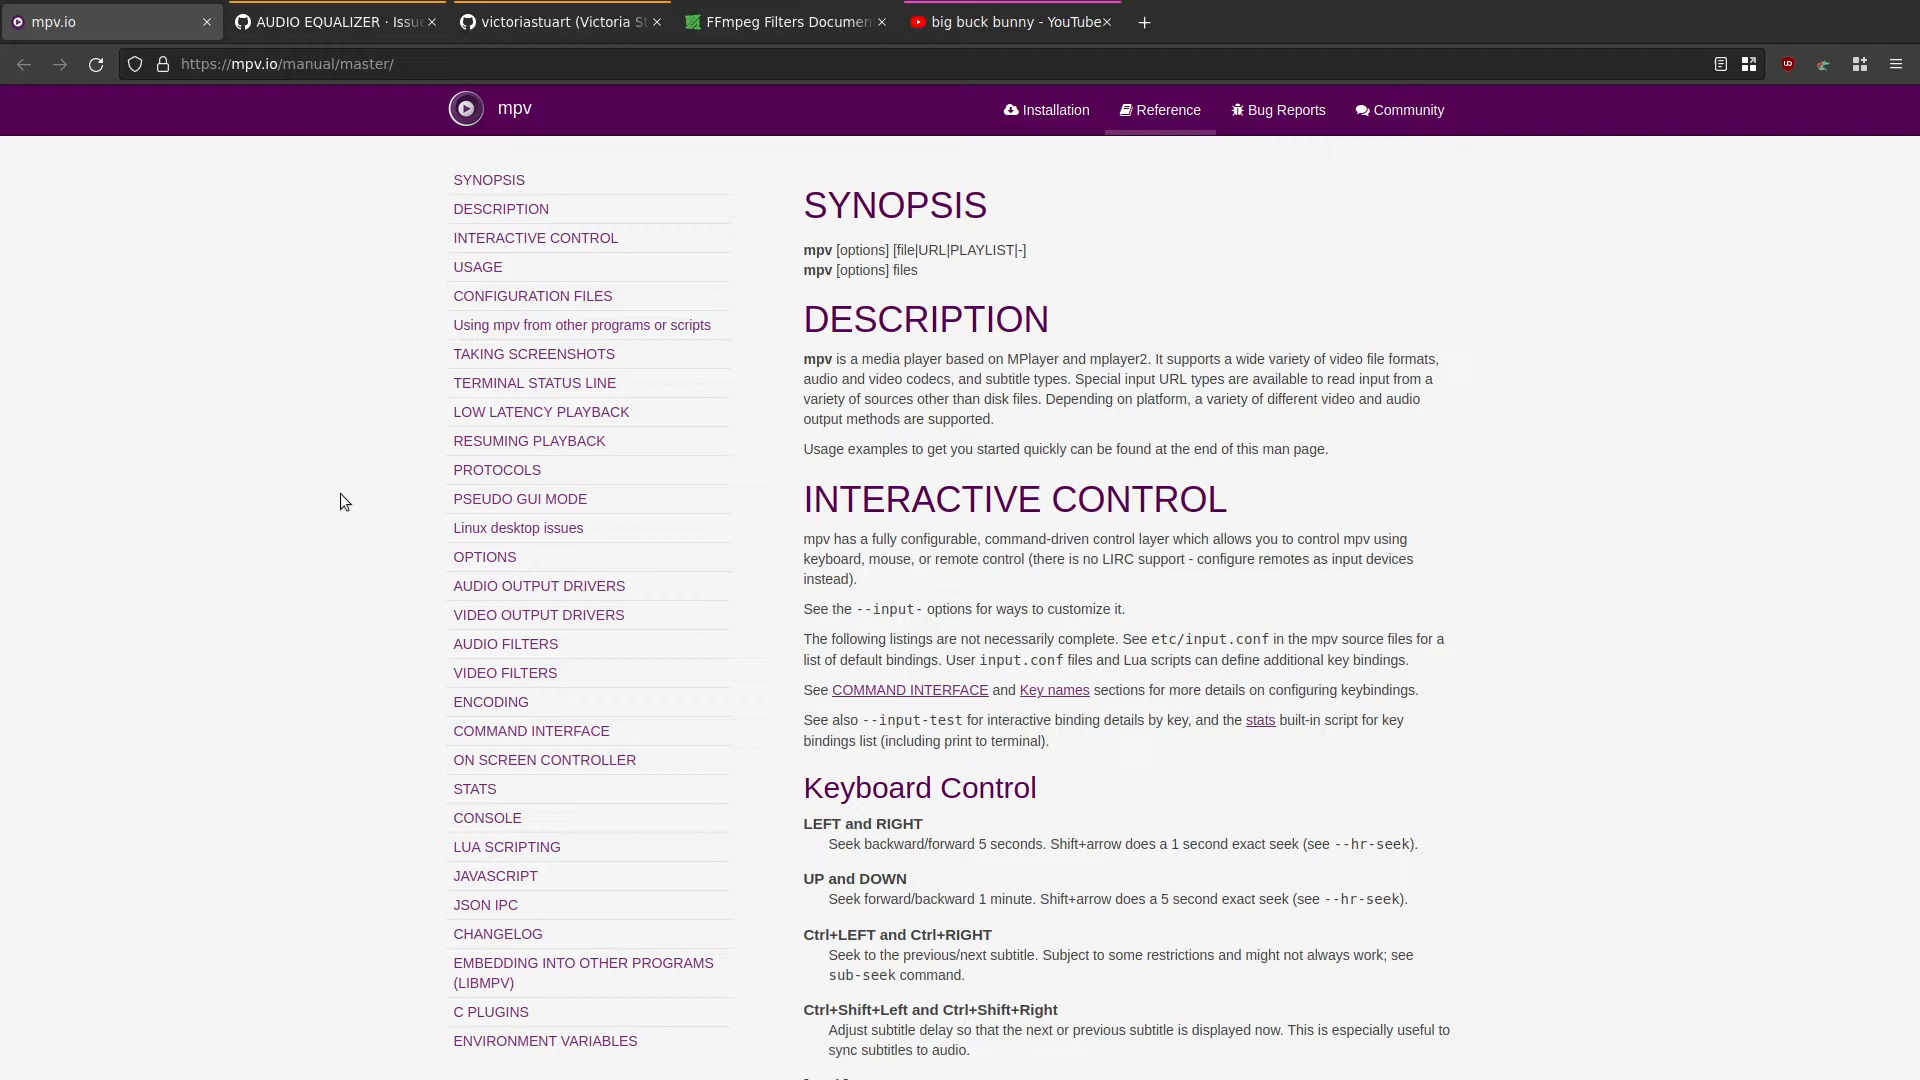 mpv.io
AUDIO EQUALIZER · Issu
victoriastuart (Victoria St
FFmpeg Filters Documen
big buck bunny - YouTube
https://mpv.io/manual/master/
mpv
Installation
Reference
Bug Reports
Community
SYNOPSIS
DESCRIPTION
INTERACTIVE CONTROL
USAGE
CONFIGURATION FILES
Using mpv from other programs or scripts
TAKING SCREENSHOTS
TERMINAL STATUS LINE
LOW LATENCY PLAYBACK
RESUMING PLAYBACK
PROTOCOLS
PSEUDO GUI MODE
Linux desktop issues
OPTIONS
AUDIO OUTPUT DRIVERS
VIDEO OUTPUT DRIVERS
AUDIO FILTERS
VIDEO FILTERS
ENCODING
COMMAND INTERFACE
ON SCREEN CONTROLLER
STATS
CONSOLE
LUA SCRIPTING
JAVASCRIPT
JSON IPC
CHANGELOG
EMBEDDING INTO OTHER PROGRAMS
(LIBMPV)
C PLUGINS
ENVIRONMENT VARIABLES
SYNOPSIS
mpv [options] [file|URL|PLAYLIST|-]
mpv [options] files
DESCRIPTION
mpv is a media player based on MPlayer and mplayer2. It supports a wide variety of video file formats,
audio and video codecs, and subtitle types. Special input URL types are available to read input from a
variety of sources other than disk files. Depending on platform, a variety of different video and audio
output methods are supported.
Usage examples to get you started quickly can be found at the end of this man page.
INTERACTIVE CONTROL
mpv has a fully configurable, command-driven control layer which allows you to control mpv using
keyboard, mouse, or remote control (there is no LIRC support - configure remotes as input devices
instead).
See the --input- options for ways to customize it.
The following listings are not necessarily complete. See etc/input.conf in the mpv source files for a
list of default bindings. User input.conf files and Lua scripts can define additional key bindings.
See COMMAND INTERFACE and Key names sections for more details on configuring keybindings.
See also --input-test for interactive binding details by key, and the stats built-in script for key
bindings list (including print to terminal).
Keyboard Control
LEFT and RIGHT
Seek backward/forward 5 seconds. Shift+arrow does a 1 second exact seek (see --hr-seek).
UP and DOWN
Seek forward/backward 1 minute. Shift+arrow does a 5 second exact seek (see --hr-seek).
Ctrl+LEFT and Ctrl+RIGHT
Seek to the previous/next subtitle. Subject to some restrictions and might not always work; see
sub-seek command.
Ctrl+Shift+Left and Ctrl+Shift+Right
Adjust subtitle delay so that the next or previous subtitle is displayed now. This is especially useful to
sync subtitles to audio.